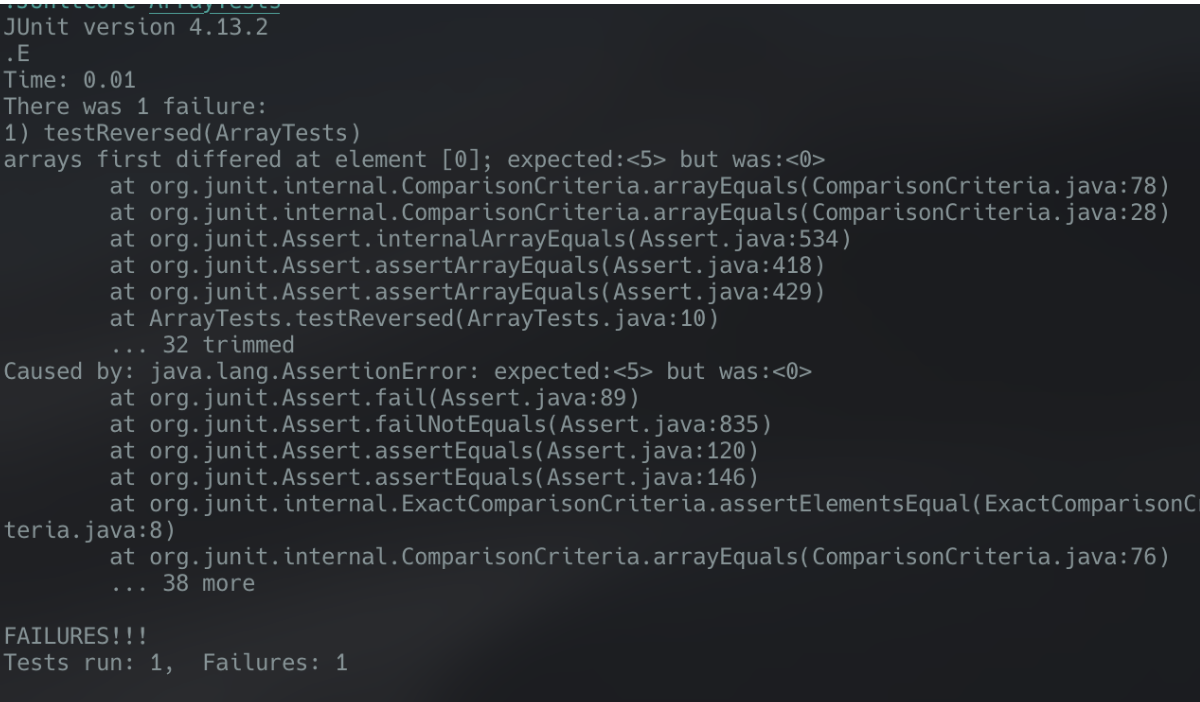 JUnit version 4.13.2
.E
Time: 0.01
There was 1 failure:
1) testReversed(ArrayTests)
arrays first differed at element [0]; expected:<5> but was:<0>
        at org.junit.internal.ComparisonCriteria.arrayEquals(ComparisonCriteria.java:78)
        at org.junit.internal.ComparisonCriteria.arrayEquals(ComparisonCriteria.java:28)
        at org.junit.Assert.internalArrayEquals(Assert.java:534)
        at org.junit.Assert.assertArrayEquals(Assert.java:418)
        at org.junit.Assert.assertArrayEquals(Assert.java:429)
        at ArrayTests.testReversed(ArrayTests.java:10)
        ... 32 trimmed
Caused by: java.lang.AssertionError: expected:<5> but was:<0>
        at org.junit.Assert.fail(Assert.java:89)
        at org.junit.Assert.failNotEquals(Assert.java:835)
        at org.junit.Assert.assertEquals(Assert.java:120)
        at org.junit.Assert.assertEquals(Assert.java:146)
        at org.junit.internal.ExactComparisonCriteria.assertElementsEqual(ExactComparisonC
teria.java:8)
        at org.junit.internal.ComparisonCriteria.arrayEquals(ComparisonCriteria.java:76)
        ... 38 more
FAILURES!!!
Tests run: 1,  Failures: 1